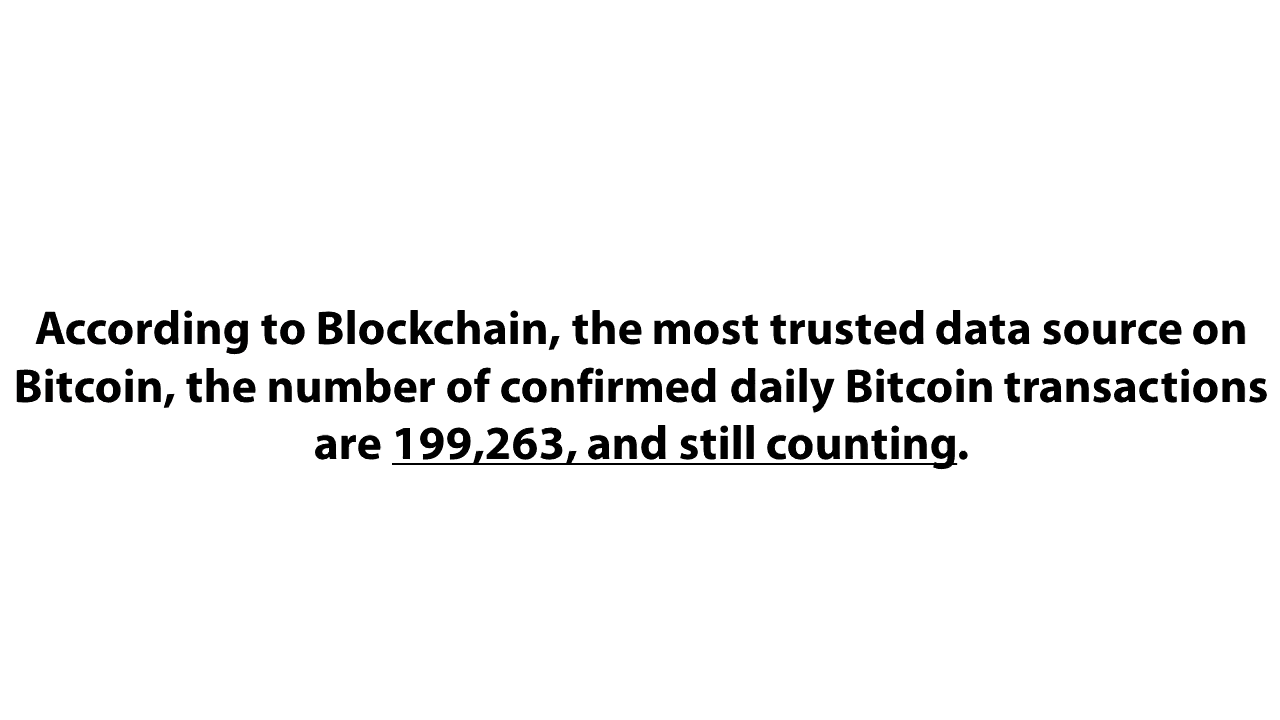 According to Blockchain, the most trusted data source on
Bitcoin, the number of confirmed daily Bitcoin transactions
are 199,263, and still counting.